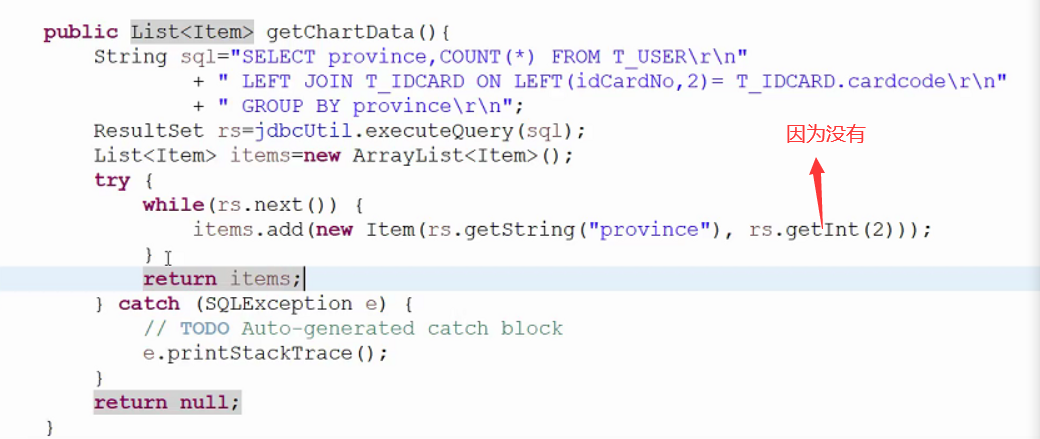 public List<Item> getChartData(){
String sql="SELECT province,COUNT(*) FROM T_USER\r\n"
+ " LEFT JOIN T_IDCARD ON LEFT(idCardNo,2)= T_IDCARD.cardcode\r\n"
+ " GROUP BY province\r\n";
ResultSet rs=jdbcUtil.executeQuery(sql);
因为没有
List<Item> items=new ArrayList<Item>();
try {
while(rs.next()) {
items.add(new Item(rs.getString("province"), rs.getInt(2)));
}
return items;
} catch (SQLException e) {
// TODO Auto-generated catch block
e.printStackTrace();
}
return null;
}